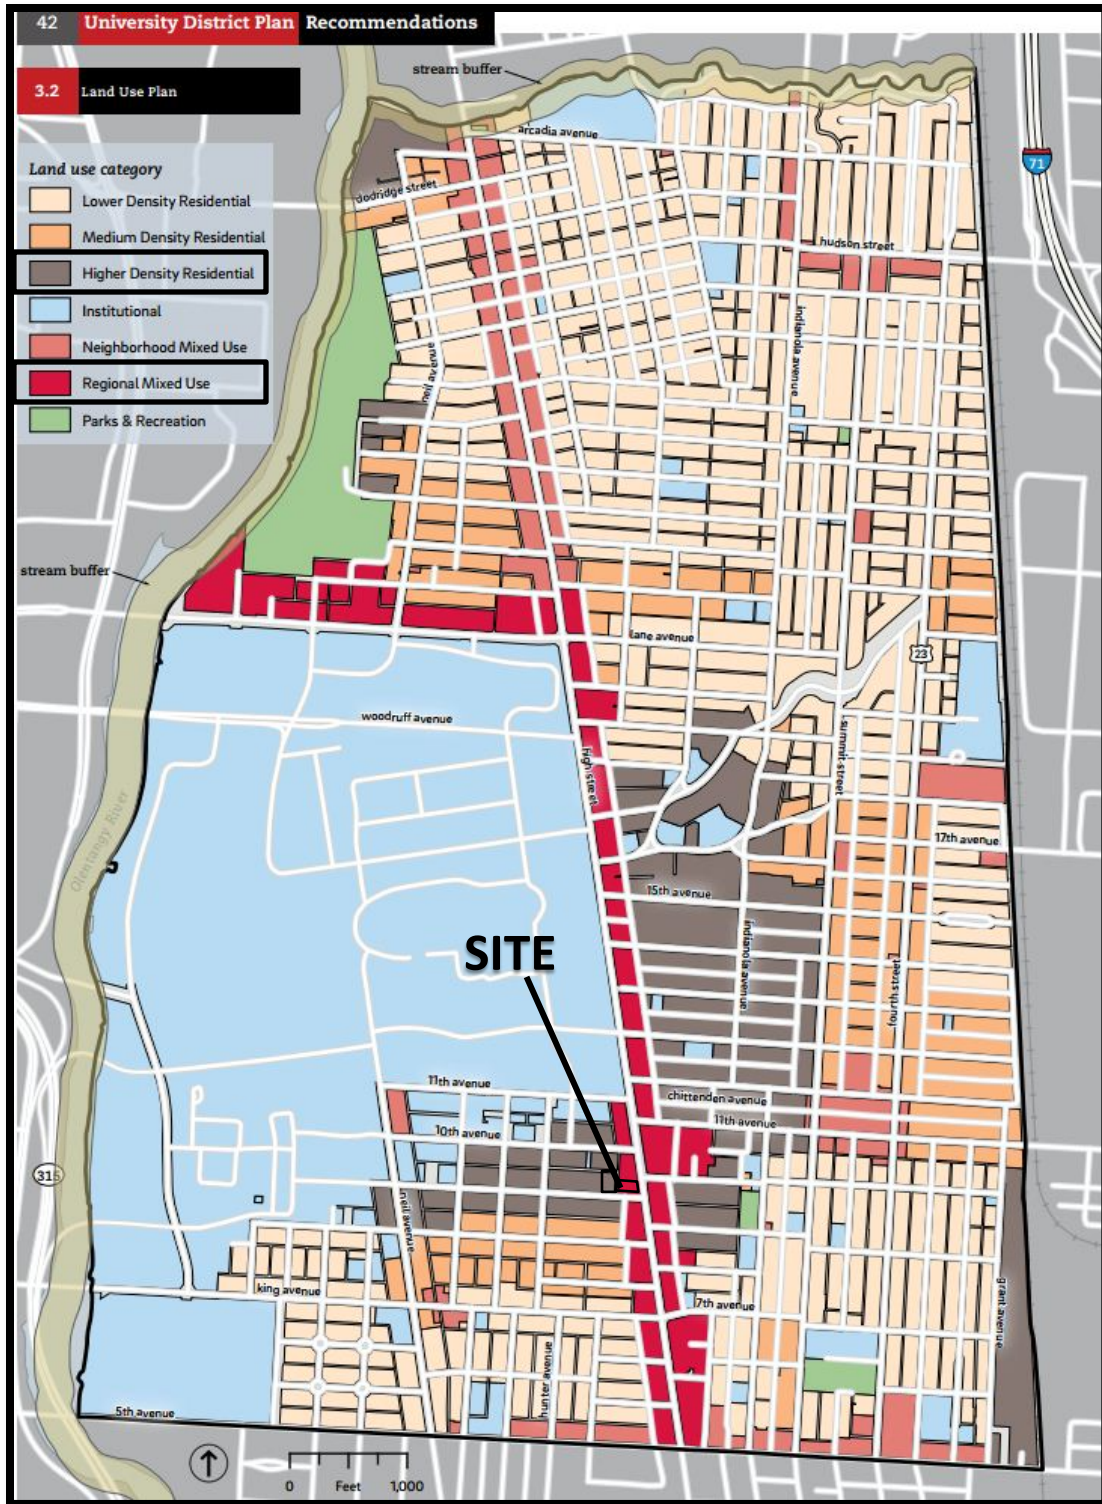 42 University District Plan Recommendations
3.2 Land Use Plan
stream buffer
Land use category
Lower Density Residential
Medium Density Residential
Higher Density Residential
Institutional
Neighborhood Mixed Use
Regional Mixed Use
Parks & Recreation
arcadia avenue
71
dodridge street
hudson street
indianola avenue
neil avenue
stream buffer
lane avenue
23
woodruff avenue
summit street
high street
Olentangy River
17th avenue
15th avenue
indianola avenue
SITE
fourth street
11th avenue
chittenden avenue
11th avenue
10th avenue
315
neil avenue
king avenue
7th avenue
grant avenue
hunter avenue
5th avenue
0 Feet 1,000